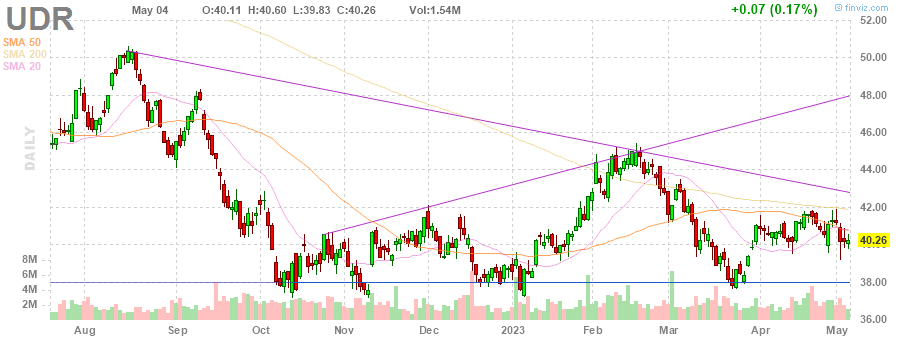 UDR
May 04 O:40.11 H:40.60 L:39.83 C:40.26 Vol:1.54M
+0.07 (0.17%)
© finviz.com
SMA 50
SMA 200
SMA 20
DAILY
52.00
50.00
48.00
46.00
44.00
42.00
40.26
38.00
36.00
8M
6M
4M
2M
Aug Sep Oct Nov Dec 2023 Feb Mar Apr May